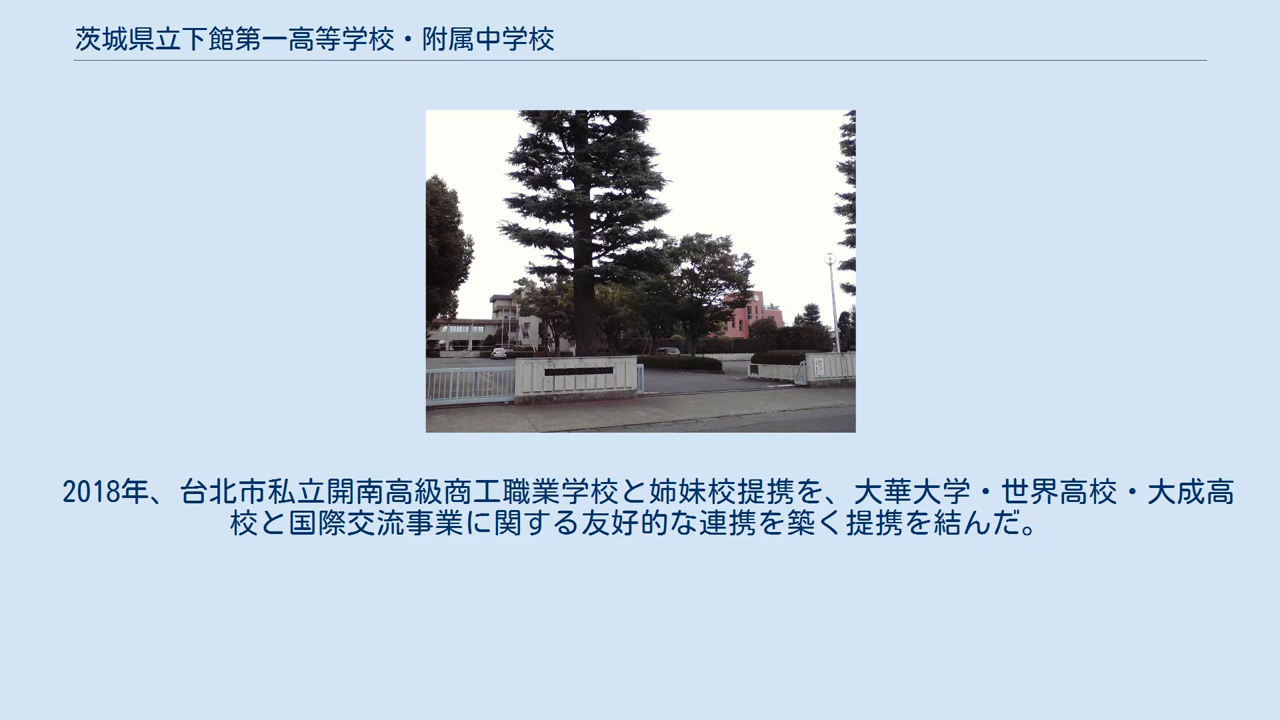 茨城県立下館第一高等学校・附属中学校
2018年、台北市私立開南高級商工職業学校と姉妹校提携を、大華大学・世界高校・大成高
校と国際交流事業に関する友好的な連携を築く提携を結んだ。